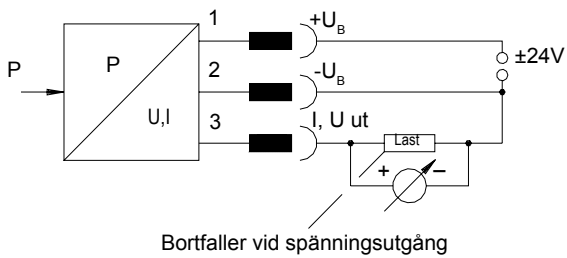 1
+U_B
P
P
2
-U_B
±24V
U,I
3
I, U ut
Last
+
−
Bortfaller vid spänningsutgång